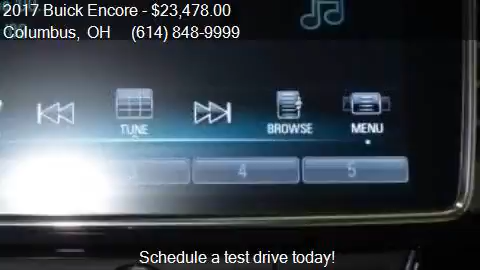 2017 Buick Encore - $23,478.00
Columbus, OH (614) 848-9999
TUNE
BROWSE
MENU
4
5
Schedule a test drive today!